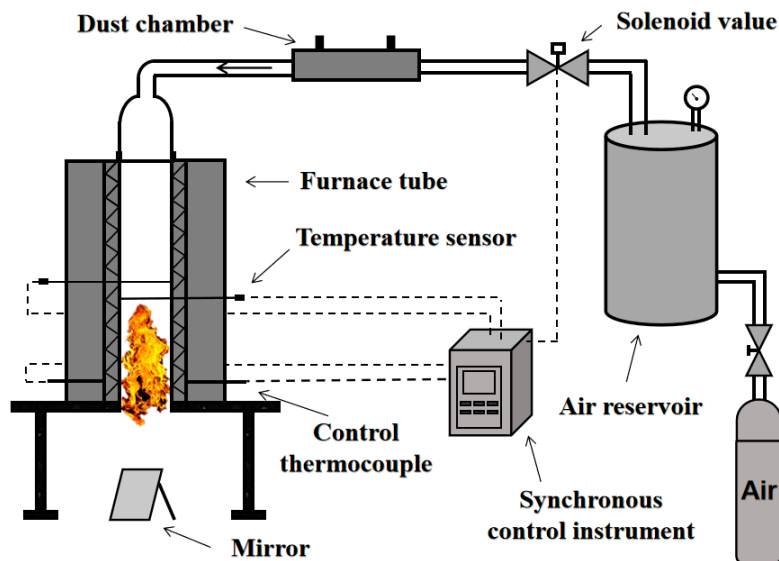 Dust chamber
Solenoid value
Furnace tube
Temperature sensor
Air reservoir
Control
thermocouple
Air
Synchronous
control instrument
Mirror